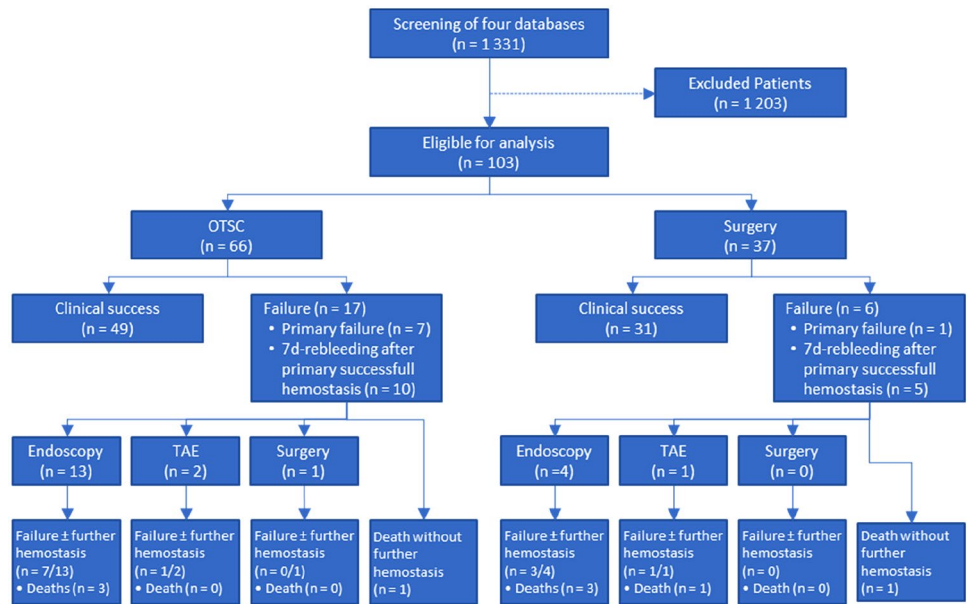 Screening of four databases
(n = 1 331)
Excluded Patients
(n = 1 203)
Eligible for analysis
(n = 103)
OTSC
(n = 66)
Surgery
(n = 37)
Clinical success
(n = 49)
Failure (n = 17)
• Primary failure (n = 7)
• 7d-rebleeding after
primary successfull
hemostasis (n = 10)
Clinical success
(n = 31)
Failure (n = 6)
• Primary failure (n = 1)
• 7d-rebleeding after
primary successfull
hemostasis (n = 5)
Endoscopy
(n = 13)
TAE
(n = 2)
Surgery
(n = 1)
Endoscopy
(n =4)
TAE
(n = 1)
Surgery
(n = 0)
Failure ± further
hemostasis
(n = 7/13)
• Deaths (n = 3)
Failure ± further
hemostasis
(n = 1/2)
• Death (n = 0)
Failure ± further
hemostasis
(n = 0/1)
• Death (n = 0)
Death without
further
hemostasis
(n = 1)
Failure ± further
hemostasis
(n = 3/4)
• Deaths (n = 3)
Failure ± further
hemostasis
(n = 1/1)
• Death (n = 1)
Failure ± further
hemostasis
(n = 0)
• Death (n = 0)
Death without
further
hemostasis
(n = 1)